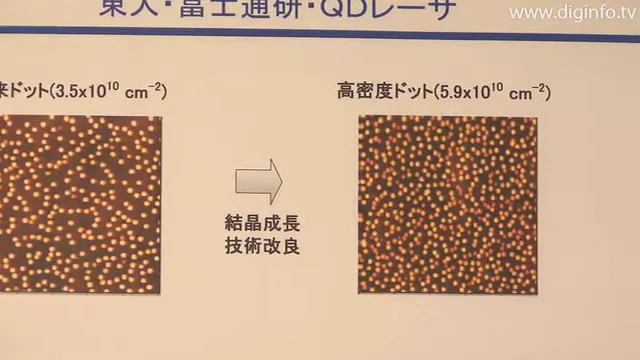 www.diginfo.tv
東大・富士通研・QDレーザ
来ドット(3.5x10¹⁰ cm⁻²)
高密度ドット(5.9x10¹⁰ cm⁻²)
結晶成長
技術改良